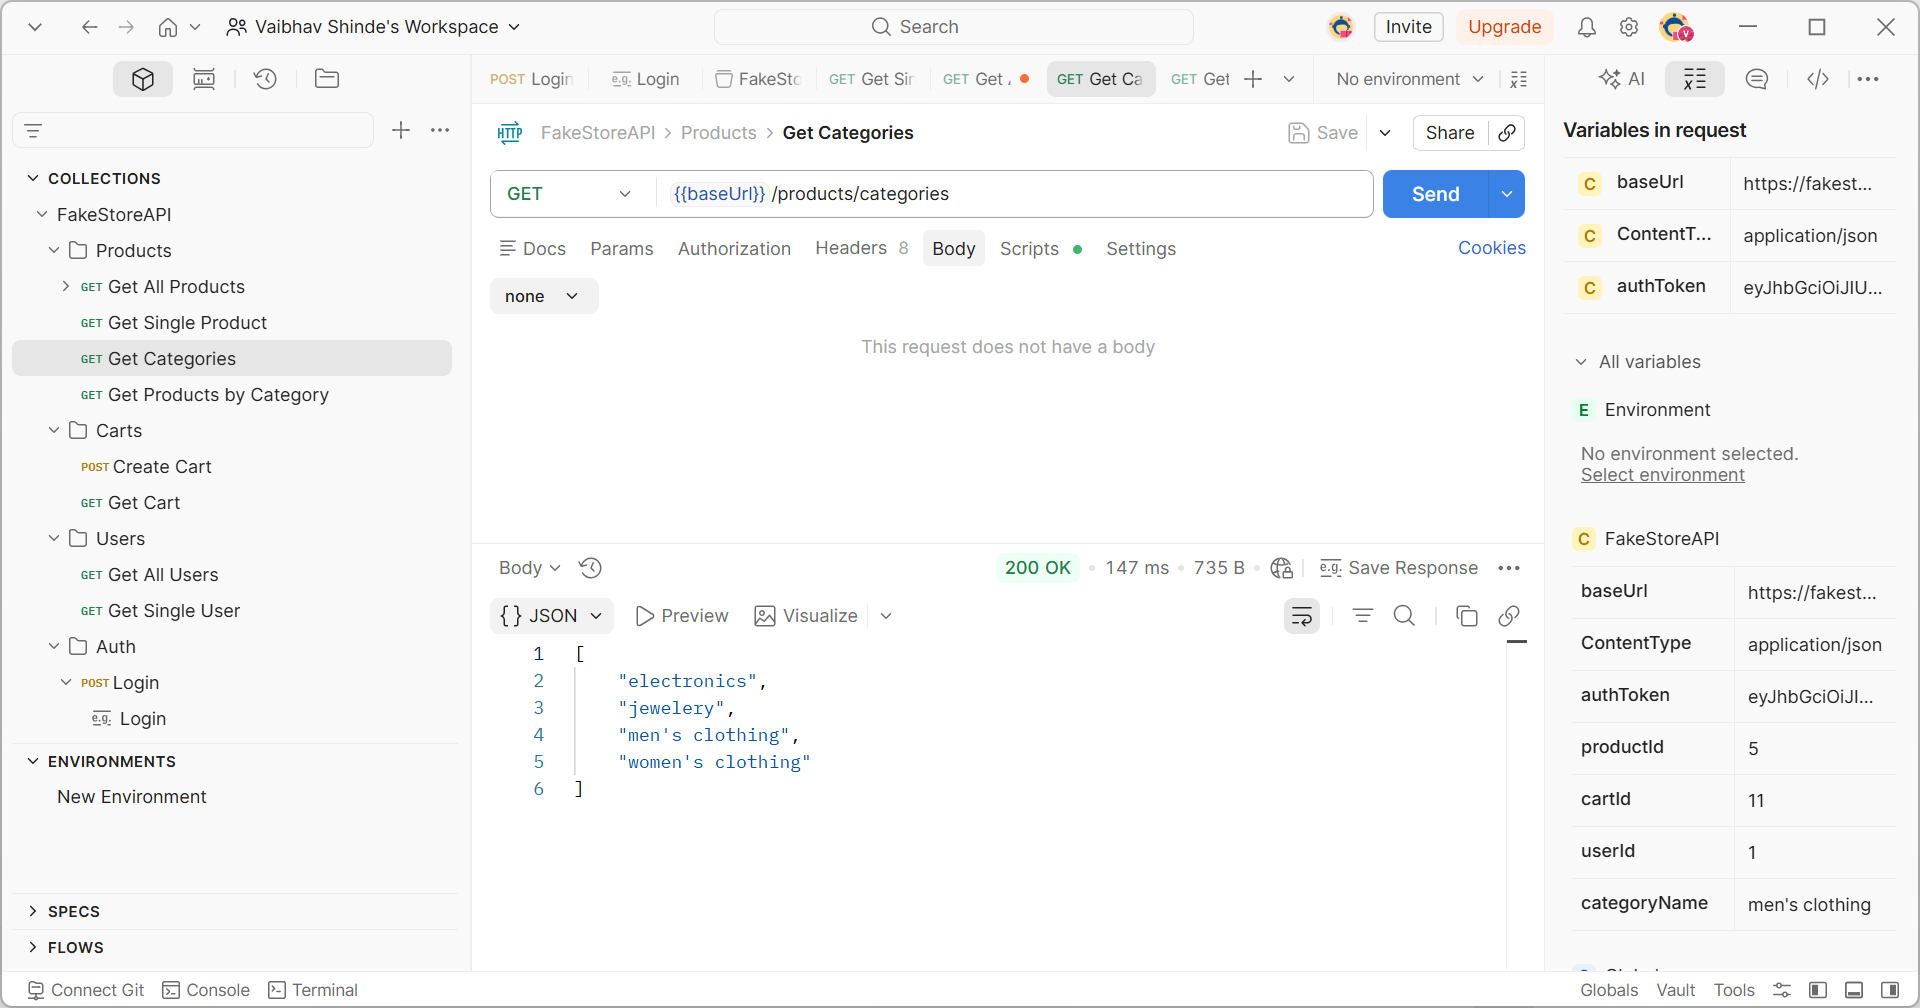 Vaibhav Shinde's Workspace
Search
Invite
Upgrade
POST Login
e.g. Login
FakeSto
GET Get Sin
GET Get
GET Get Ca
GET Get
No environment
AI
COLLECTIONS
FakeStoreAPI
Products
GET Get All Products
GET Get Single Product
GET Get Categories
GET Get Products by Category
Carts
POST Create Cart
GET Get Cart
Users
GET Get All Users
GET Get Single User
Auth
POST Login
e.g. Login
ENVIRONMENTS
New Environment
SPECS
FLOWS
HTTP FakeStoreAPI > Products > Get Categories
Save
Share
GET
{{baseUrl}} /products/categories
Send
Docs Params Authorization Headers 8 Body Scripts Settings
Cookies
none
This request does not have a body
Body
200 OK • 147 ms • 735 B •
e.g. Save Response
{} JSON
Preview
Visualize
1 [
2 "electronics",
3 "jewelery",
4 "men's clothing",
5 "women's clothing"
6 ]
Variables in request
C baseUrl https://fakest...
C ContentT... application/json
C authToken eyJhbGciOiJIU...
All variables
E Environment
No environment selected.
Select environment
C FakeStoreAPI
baseUrl https://fakest...
ContentType application/json
authToken eyJhbGciOiJI...
productId 5
cartId 11
userId 1
categoryName men's clothing
Connect Git
Console
Terminal
Globals
Vault
Tools